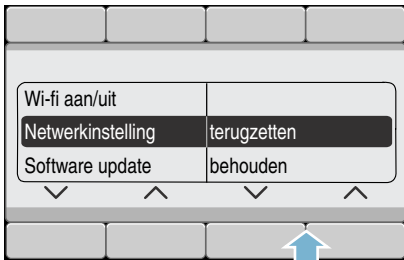 Wi-fi aan/uit
Netwerkinstelling terugzetten
Software update behouden